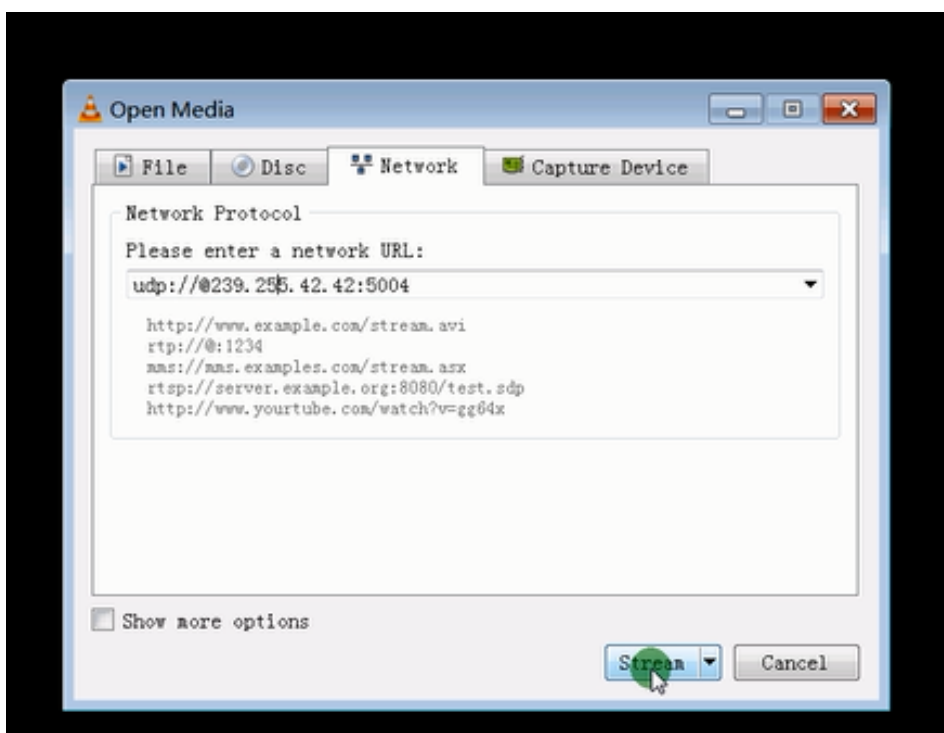 Open Media
File Disc Network Capture Device
Network Protocol
Please enter a network URL:
udp://@239.255.42.42:5004
http://www.example.com/stream.avi
rtp://@:1234
mms://mms.examples.com/stream.asx
rtsp://server.example.org:8080/test.sdp
http://www.yourtube.com/watch?v=gg64x
Show more options
Stream Cancel